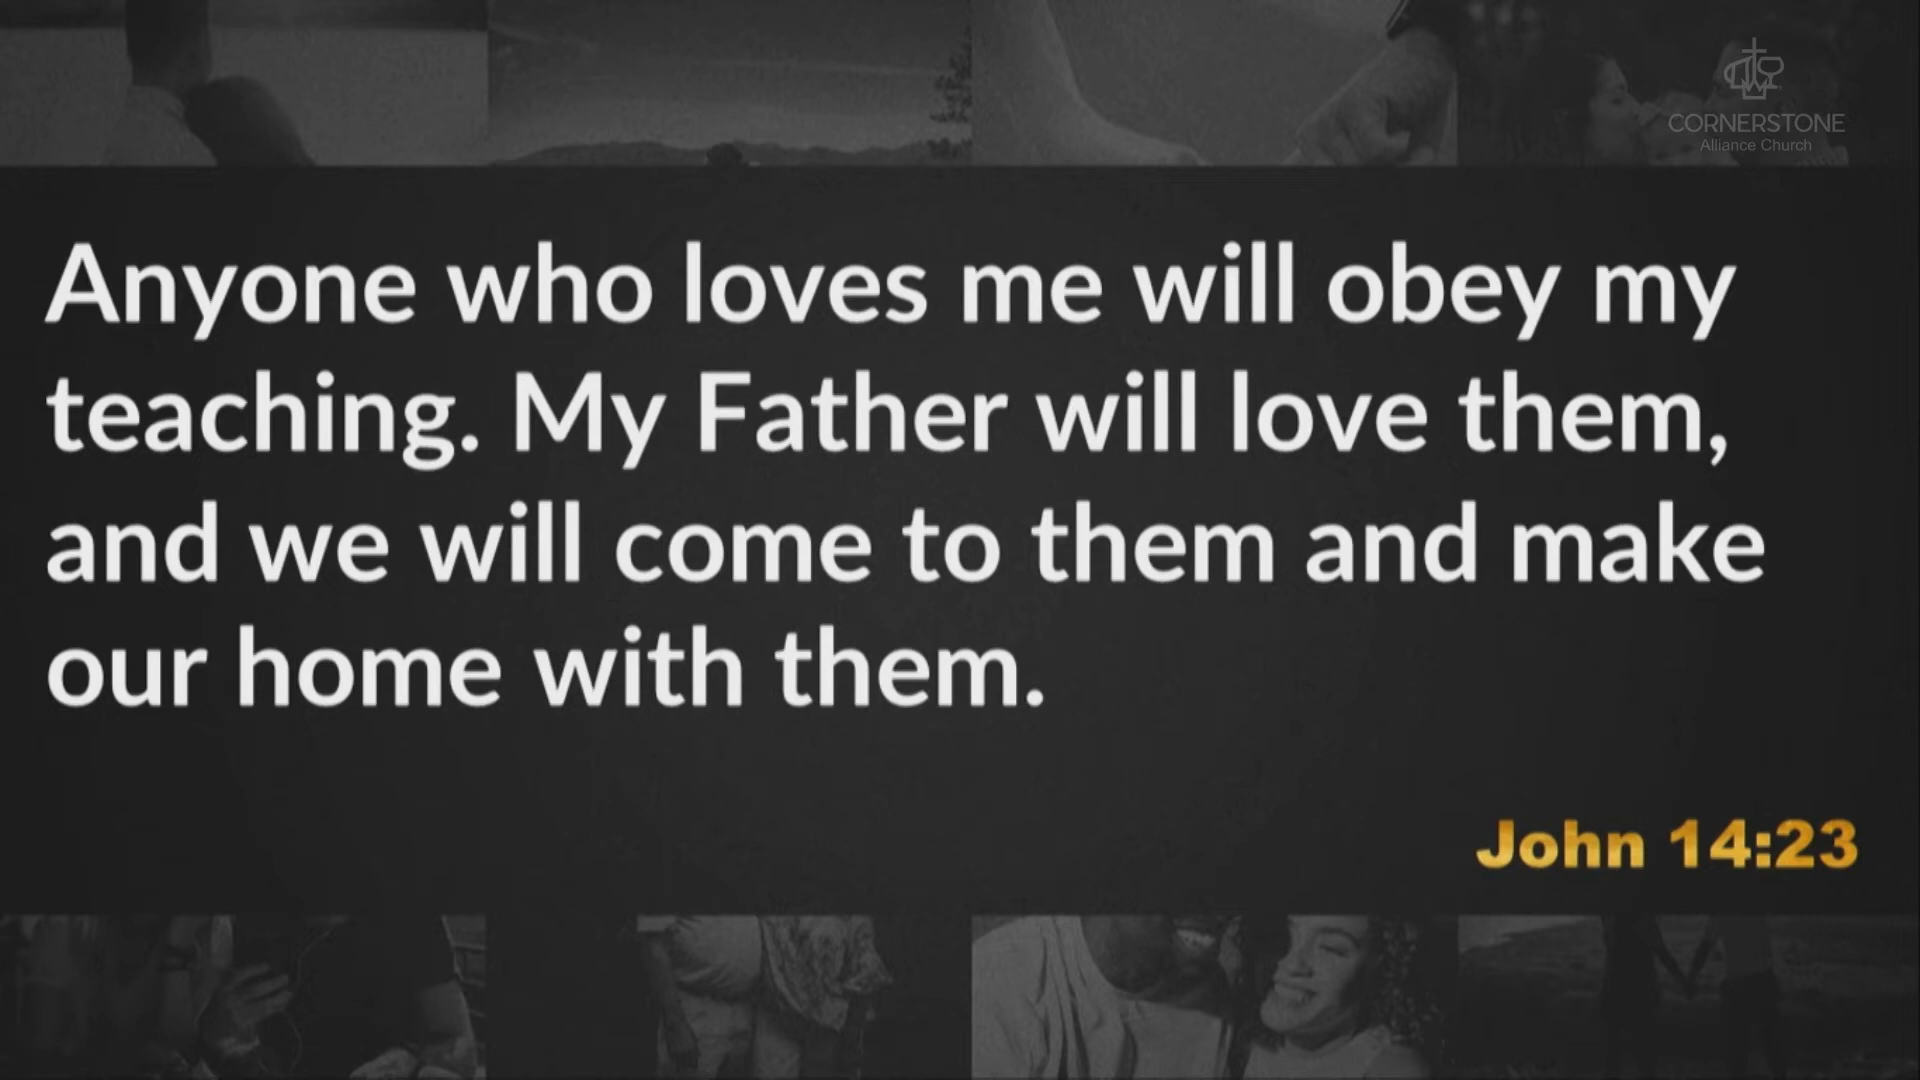 CORNERSTONE
Alliance Church
Anyone who loves me will obey my
teaching. My Father will love them,
and we will come to them and make
our home with them.
John 14:23